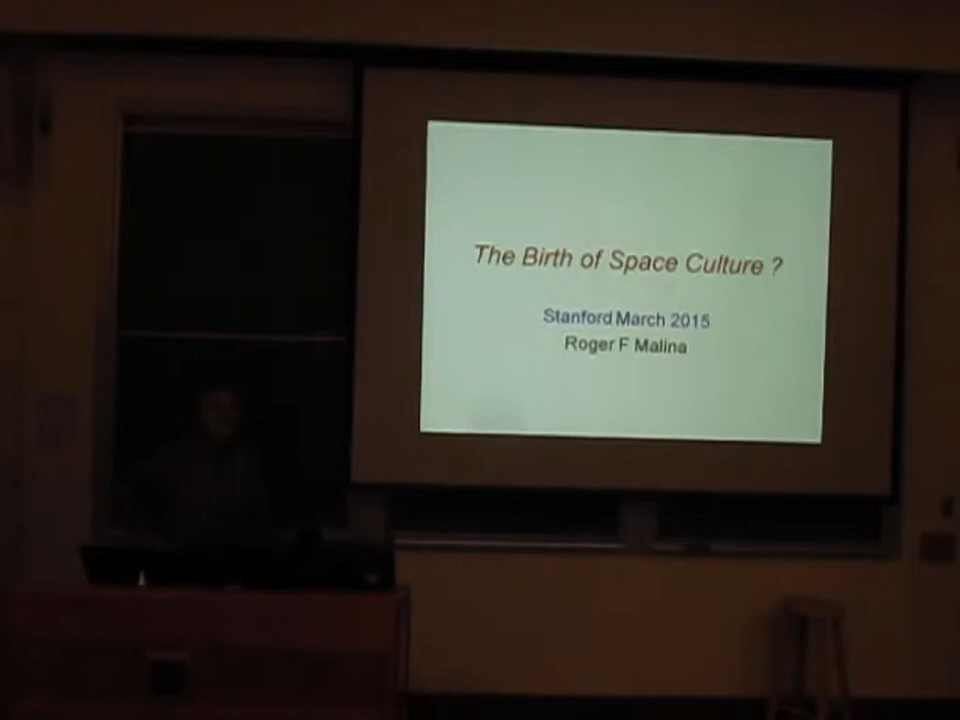 The Birth of Space Culture ?
Stanford March 2015
Roger F Malina